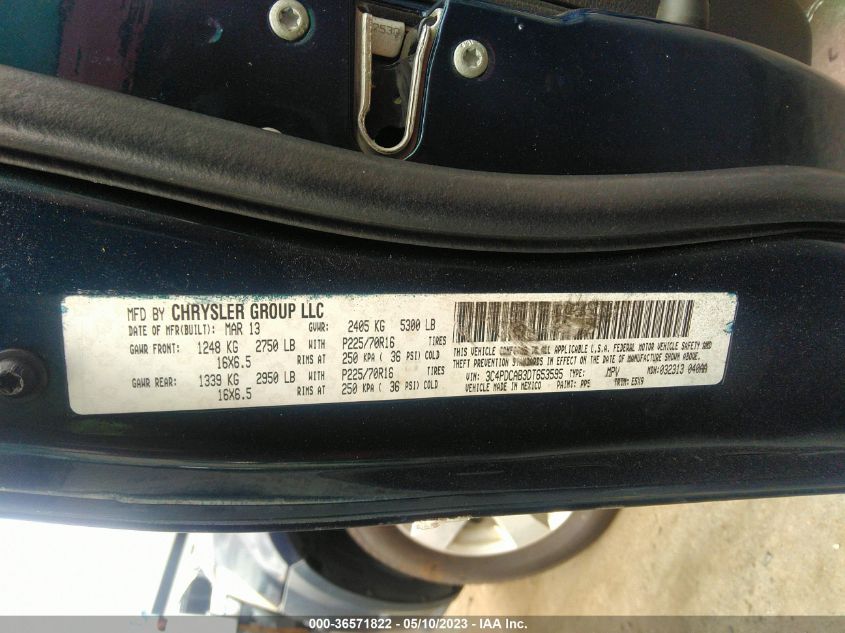 MFD BY CHRYSLER GROUP LLC
DATE OF MFR(BUILT): MAR 13 GVWR: 2405 KG 5300 LB
GAWR FRONT: 1248 KG 2750 LB WITH P225/70R16 TIRES
16X6.5 RIMS AT 250 KPA ( 36 PSI) COLD
GAWR REAR: 1339 KG 2950 LB WITH P225/70R16 TIRES
16X6.5 RIMS AT 250 KPA ( 36 PSI) COLD
THIS VEHICLE CONFORMS TO ALL APPLICABLE U.S.A. FEDERAL MOTOR VEHICLE SAFETY AND
THEFT PREVENTION STANDARDS IN EFFECT ON THE DATE OF MANUFACTURE SHOWN ABOVE.
VIN: 3C4PDCAB3DT653595 TYPE: MPV MDH: 032313 040AA
VEHICLE MADE IN MEXICO PAINT: PPS TRIM: E5X9
000-36571822 - 05/10/2023 - IAA Inc.